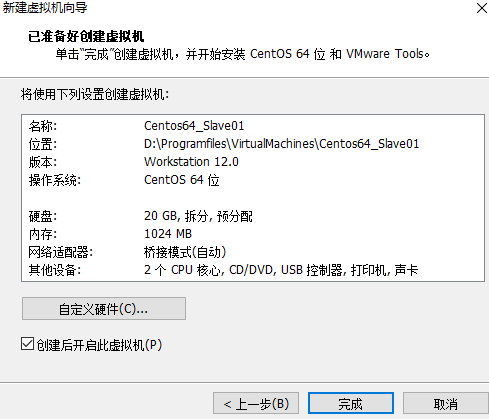 新建虚拟机向导
已准备好创建虚拟机
单击“完成”创建虚拟机，并开始安装 CentOS 64 位 和 VMware Tools。
将使用下列设置创建虚拟机:
名称: Centos64_Slave01
位置: D:\Programfiles\VirtualMachines\Centos64_Slave01
版本: Workstation 12.0
操作系统: CentOS 64 位
硬盘: 20 GB, 拆分, 预分配
内存: 1024 MB
网络适配器: 桥接模式(自动)
其他设备: 2 个 CPU 核心, CD/DVD, USB 控制器, 打印机, 声卡
自定义硬件(C)...
创建后开启此虚拟机(P)
< 上一步(B) 完成 取消